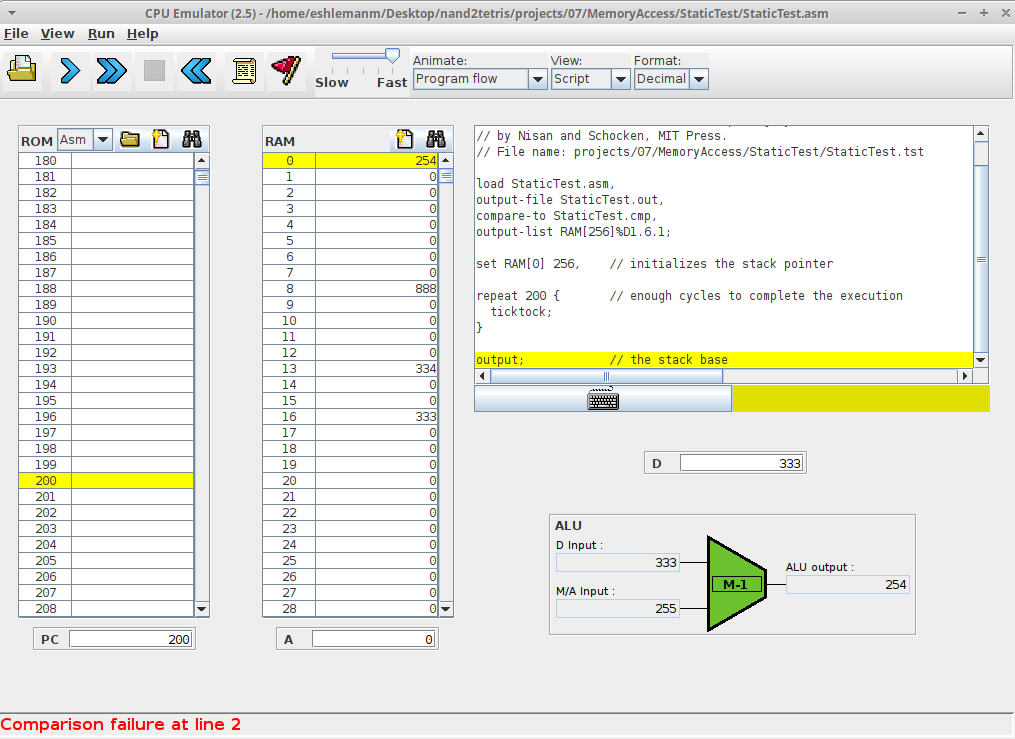 CPU Emulator (2.5) - /home/eshlemanm/Desktop/nand2tetris/projects/07/MemoryAccess/StaticTest/StaticTest.asm
File View Run Help
Slow Fast
Animate: View: Format:
Program flow Script Decimal
ROM Asm
180
181
182
183
184
185
186
187
188
189
190
191
192
193
194
195
196
197
198
199
200
201
202
203
204
205
206
207
208
PC 200
RAM
0 254
1 0
2 0
3 0
4 0
5 0
6 0
7 0
8 888
9 0
10 0
11 0
12 0
13 334
14 0
15 0
16 333
17 0
18 0
19 0
20 0
21 0
22 0
23 0
24 0
25 0
26 0
27 0
28 0
A 0
// by Nisan and Schocken, MIT Press.
// File name: projects/07/MemoryAccess/StaticTest/StaticTest.tst
load StaticTest.asm,
output-file StaticTest.out,
compare-to StaticTest.cmp,
output-list RAM[256]%D1.6.1;
set RAM[0] 256,    // initializes the stack pointer
repeat 200 {       // enough cycles to complete the execution
  ticktock;
}
output;            // the stack base
D 333
ALU
D Input :
333
M/A Input :
255
M-1
ALU output :
254
Comparison failure at line 2